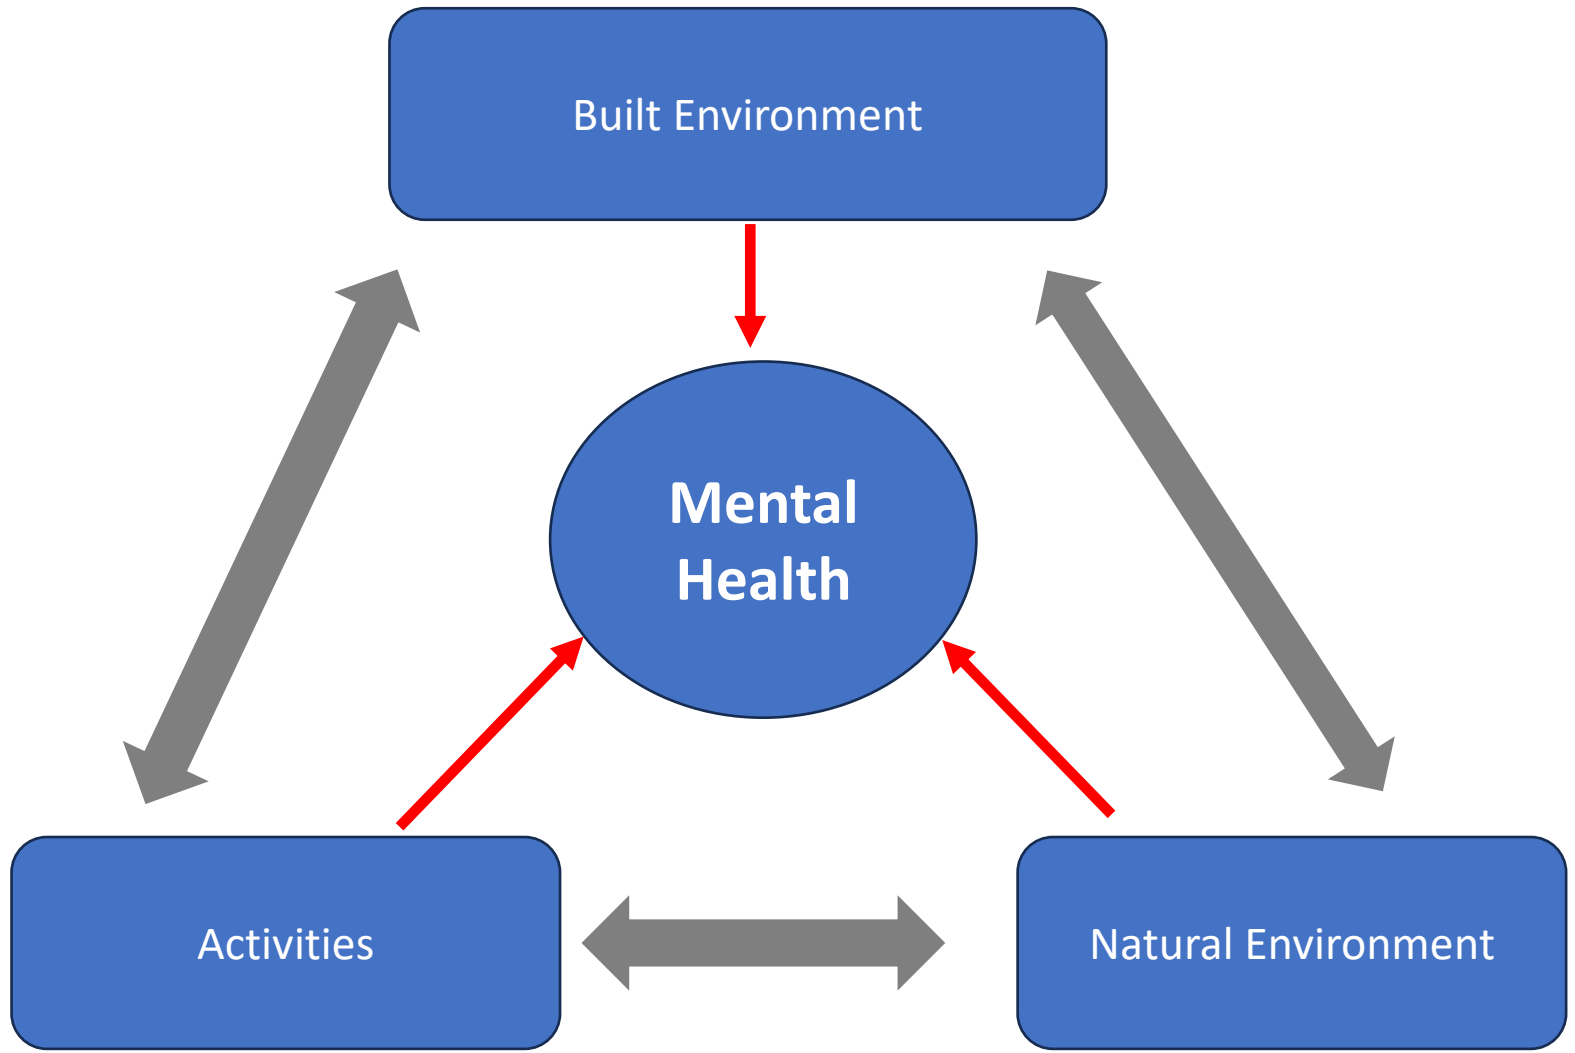 Built Environment
Mental
Health
Activities
Natural Environment